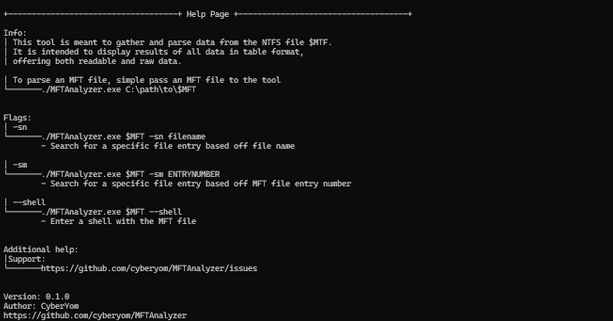 +------------------------------------+ Help Page +------------------------------------+
Info:
| This tool is meant to gather and parse data from the NTFS file $MTF.
| It is intended to display results of all data in table format,
| offering both readable and raw data.
| To parse an MFT file, simple pass an MFT file to the tool
└───────./MFTAnalyzer.exe C:\path\to\$MFT
Flags:
| -sn
└───────./MFTAnalyzer.exe $MFT -sn filename
- Search for a specific file entry based off file name
| -sm
└───────./MFTAnalyzer.exe $MFT -sm ENTRYNUMBER
- Search for a specific file entry based off MFT file entry number
| --shell
└───────./MFTAnalyzer.exe $MFT --shell
- Enter a shell with the MFT file
Additional help:
|Support:
└───────https://github.com/cyberyom/MFTAnalyzer/issues
Version: 0.1.0
Author: CyberYom
https://github.com/cyberyom/MFTAnalyzer